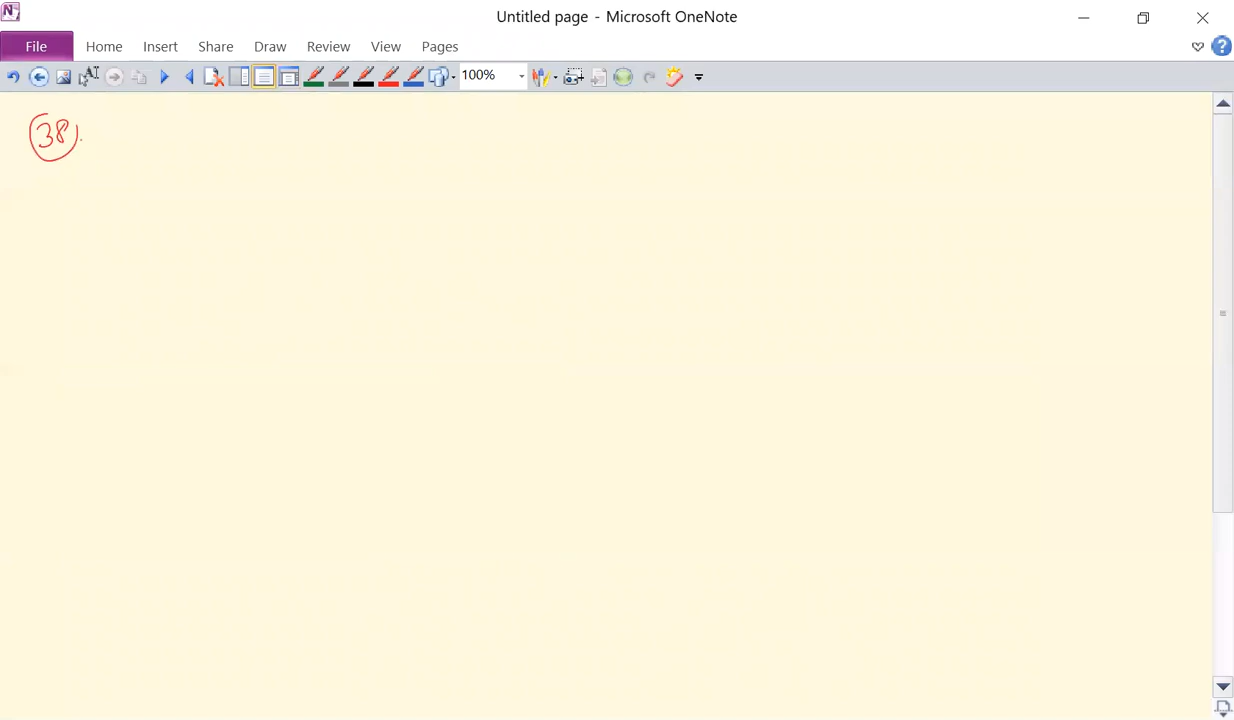 Untitled page - Microsoft OneNote
File Home Insert Share Draw Review View Pages
100%
38.